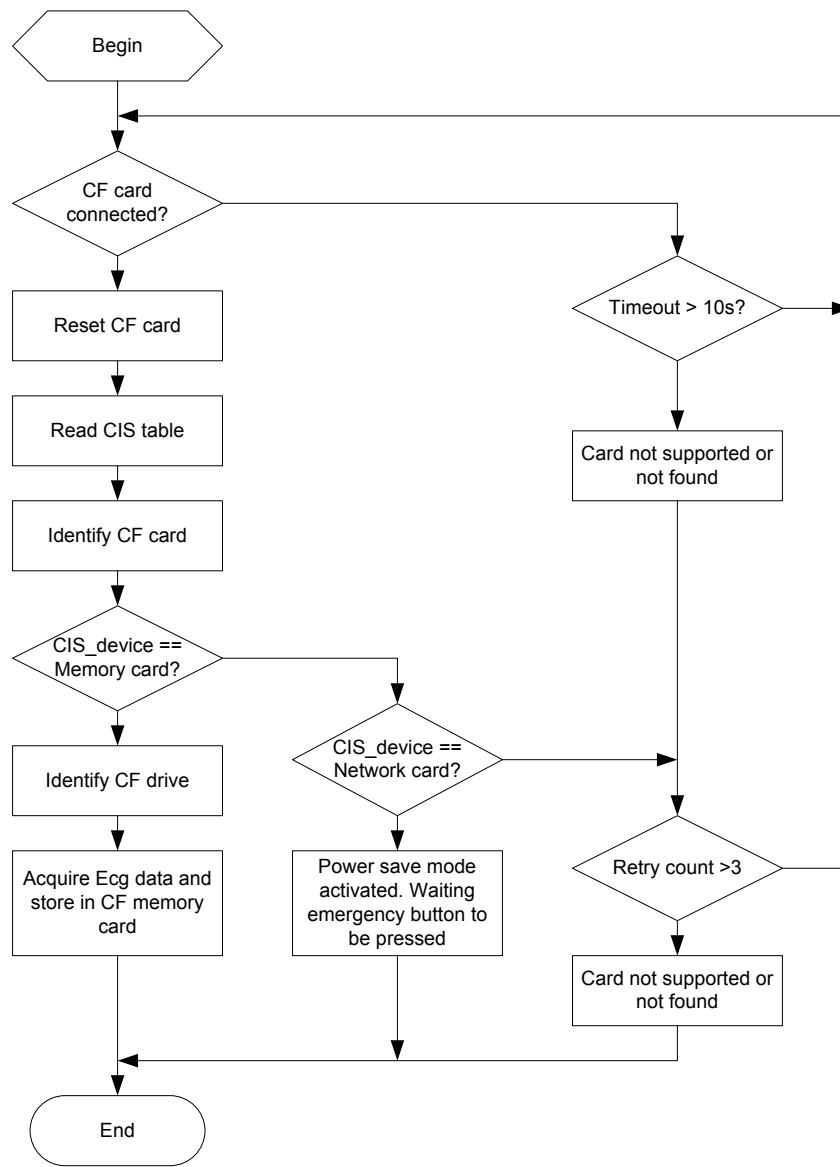 Begin
CF card
connected?
Reset CF card
Timeout > 10s?
Read CIS table
Card not supported or
not found
Identify CF card
CIS_device ==
Memory card?
CIS_device ==
Network card?
Identify CF drive
Acquire Ecg data and
store in CF memory
card
Power save mode
activated. Waiting
emergency button to
be pressed
Retry count >3
Card not supported or
not found
End